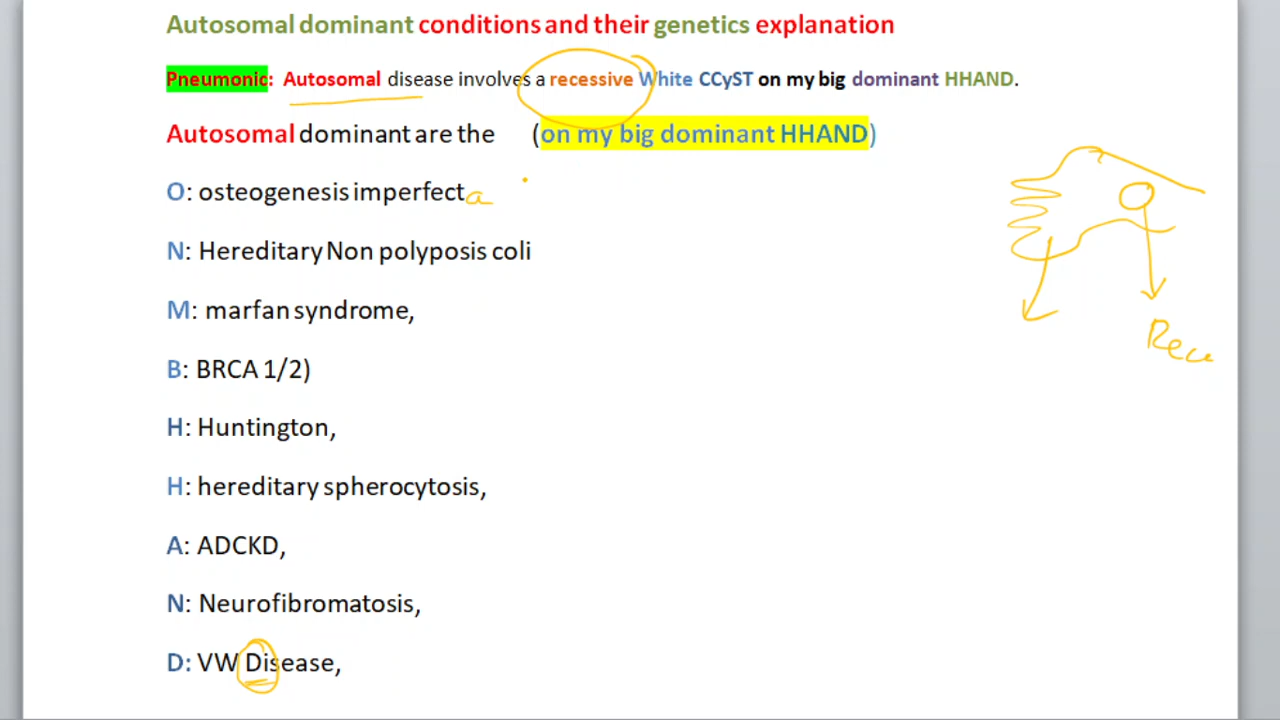 Autosomal dominant conditions and their genetics explanation
Pneumonic: Autosomal disease involves a recessive White CCyST on my big dominant HHAND.
Autosomal dominant are the (on my big dominant HHAND)
O: osteogenesis imperfecta
N: Hereditary Non polyposis coli
M: marfan syndrome,
B: BRCA 1/2)
H: Huntington,
H: hereditary spherocytosis,
A: ADCKD,
N: Neurofibromatosis,
D: VW Disease,
Rece